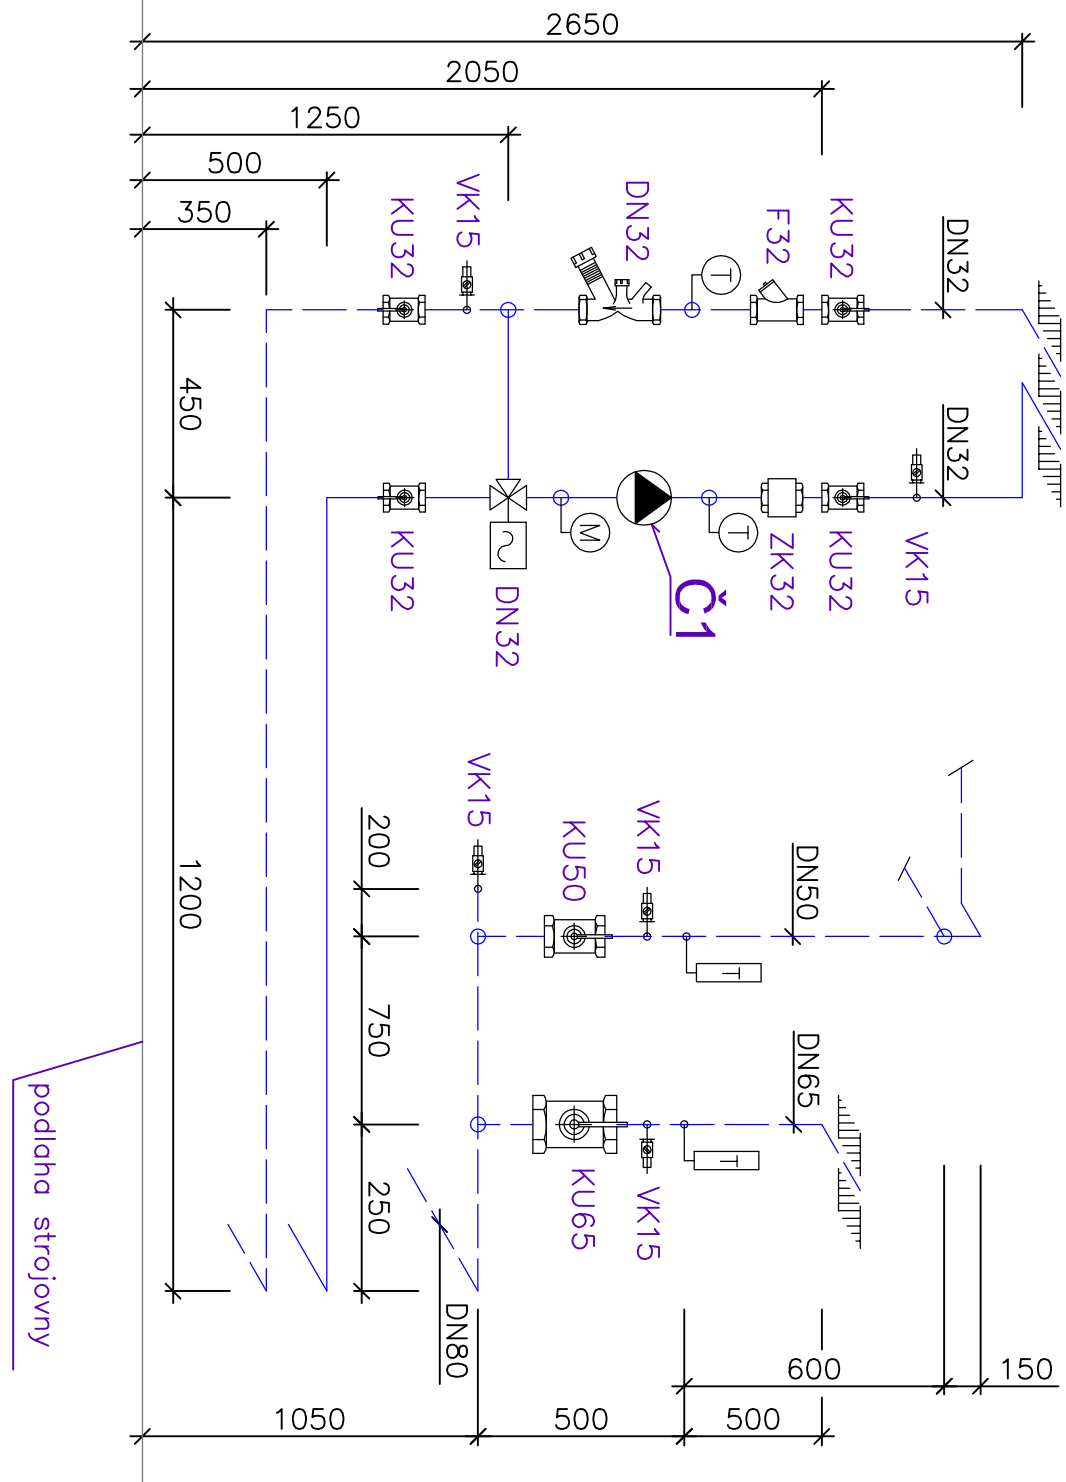 2650
2050
1250
500
350
VK15
KU32
DN32
F32
KU32
DN32
T
450
DN32
M
T
KU32
DN32
Č1
ZK32
KU32
VK15
VK15
200
KU50
VK15
DN50
1200
T
750
DN65
T
KU65
VK15
250
podlaha strojovny
DN80
600
150
1050
500
500